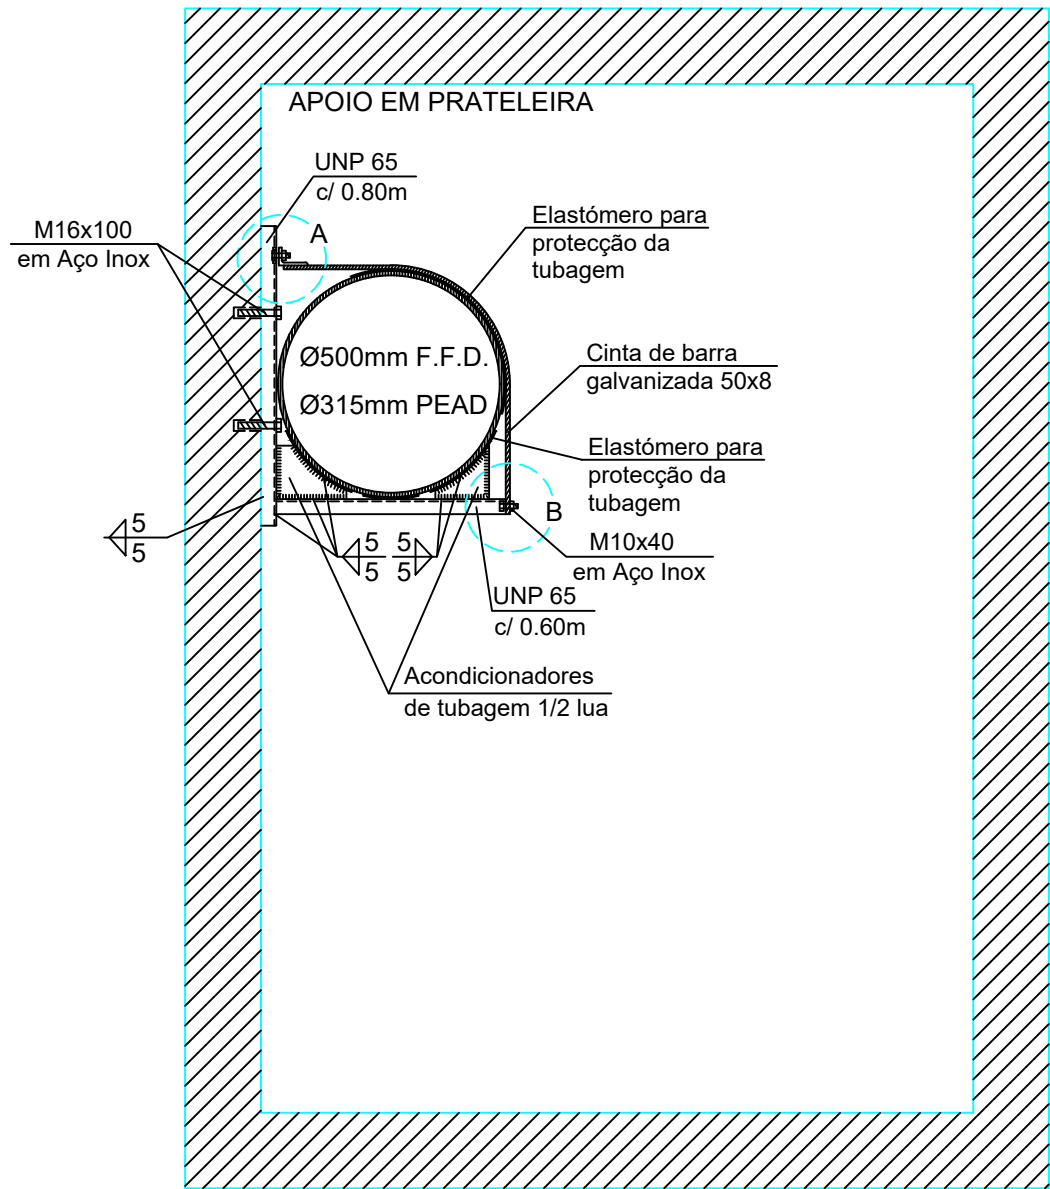 APOIO EM PRATELEIRA
UNP 65
c/ 0.80m
M16x100
em Aço Inox
A
Elastómero para
protecção da
tubagem
Ø500mm F.F.D.
Ø315mm PEAD
Cinta de barra
galvanizada 50x8
Elastómero para
protecção da
tubagem
B
5
5
5
5
5
5
M10x40
em Aço Inox
UNP 65
c/ 0.60m
Acondicionadores
de tubagem 1/2 lua